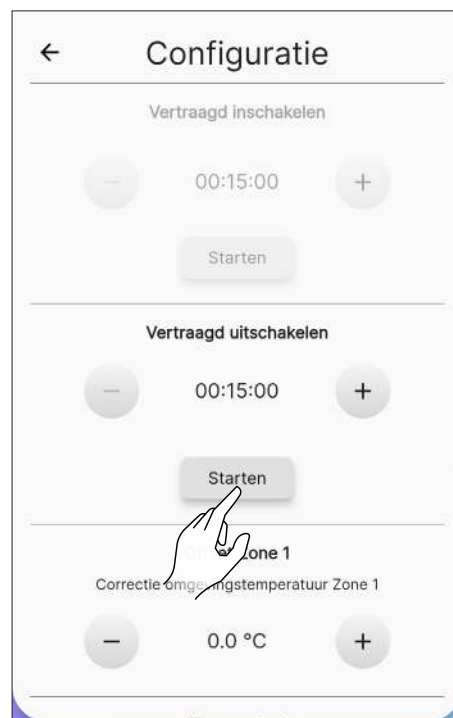 Configuratie
Vertraagd inschakelen
− 00:15:00 +
Starten
Vertraagd uitschakelen
− 00:15:00 +
Starten
Zone 1
Correctie omgevingstemperatuur Zone 1
− 0.0 °C +